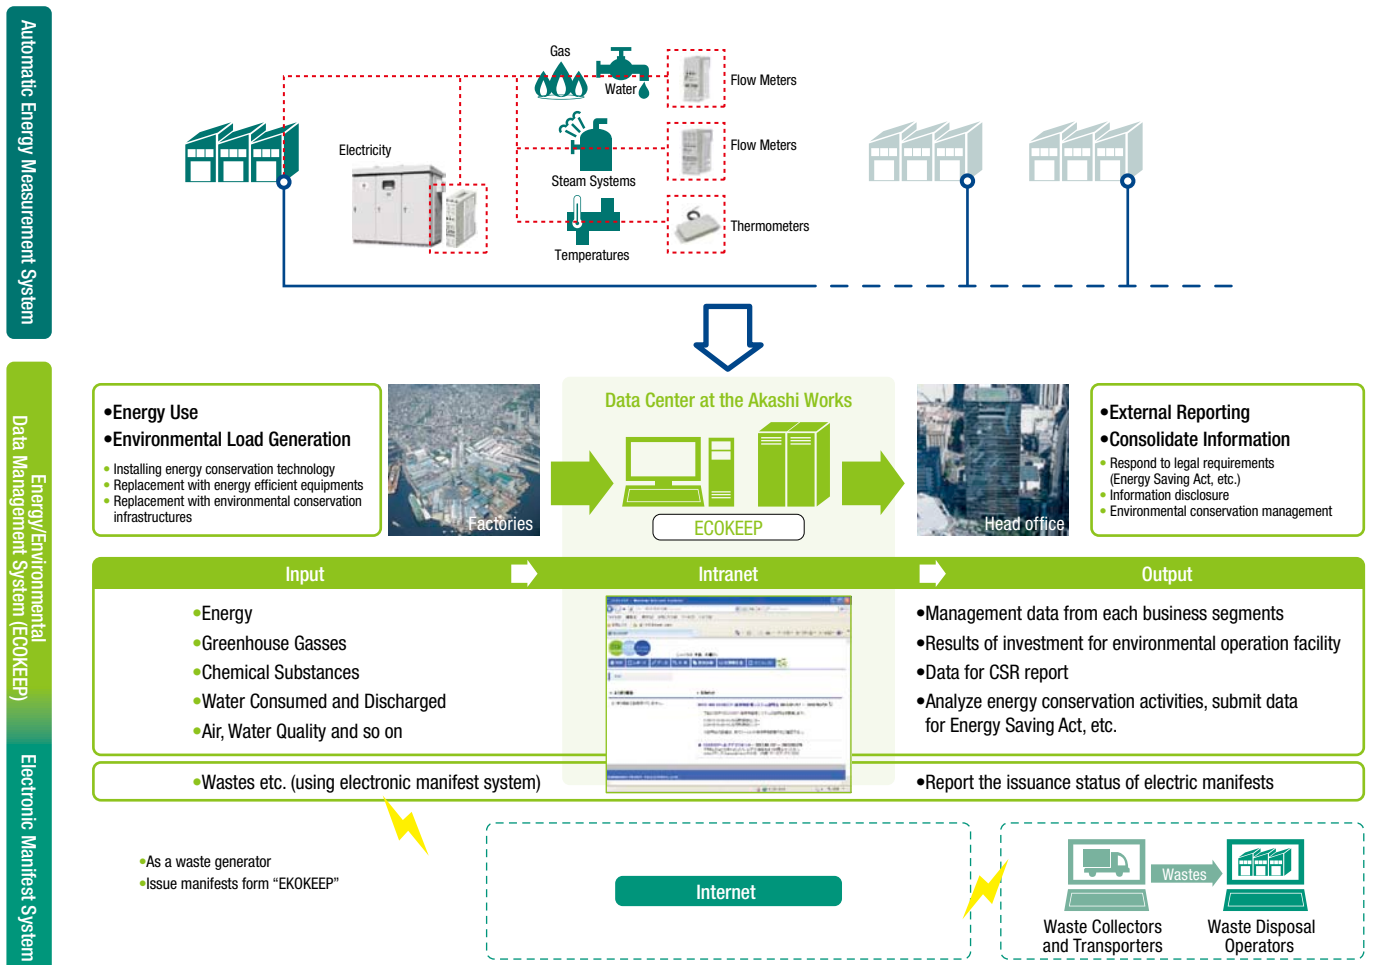 Automatic Energy Measurement System
Gas
Water
Flow Meters
Electricity
Steam Systems
Flow Meters
Temperatures
Thermometers
Energy/Environmental
Data Management System (ECOKEEP)
•Energy Use
•Environmental Load Generation
• Installing energy conservation technology
• Replacement with energy efficient equipments
• Replacement with environmental conservation
infrastructures
Factories
Data Center at the Akashi Works
ECOKEEP
Head office
•External Reporting
•Consolidate Information
• Respond to legal requirements
(Energy Saving Act, etc.)
• Information disclosure
• Environmental conservation management
Input
Intranet
Output
•Energy
•Greenhouse Gasses
•Chemical Substances
•Water Consumed and Discharged
•Air, Water Quality and so on
•Management data from each business segments
•Results of investment for environmental operation facility
•Data for CSR report
•Analyze energy conservation activities, submit data
for Energy Saving Act, etc.
•Wastes etc. (using electronic manifest system)
•Report the issuance status of electric manifests
Electronic Manifest System
•As a waste generator
•Issue manifests form “EKOKEEP”
Internet
Wastes
Waste Collectors
and Transporters
Waste Disposal
Operators